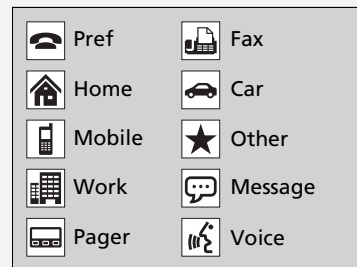 Pref
Fax
Home
Car
Mobile
Other
Work
Message
Pager
Voice